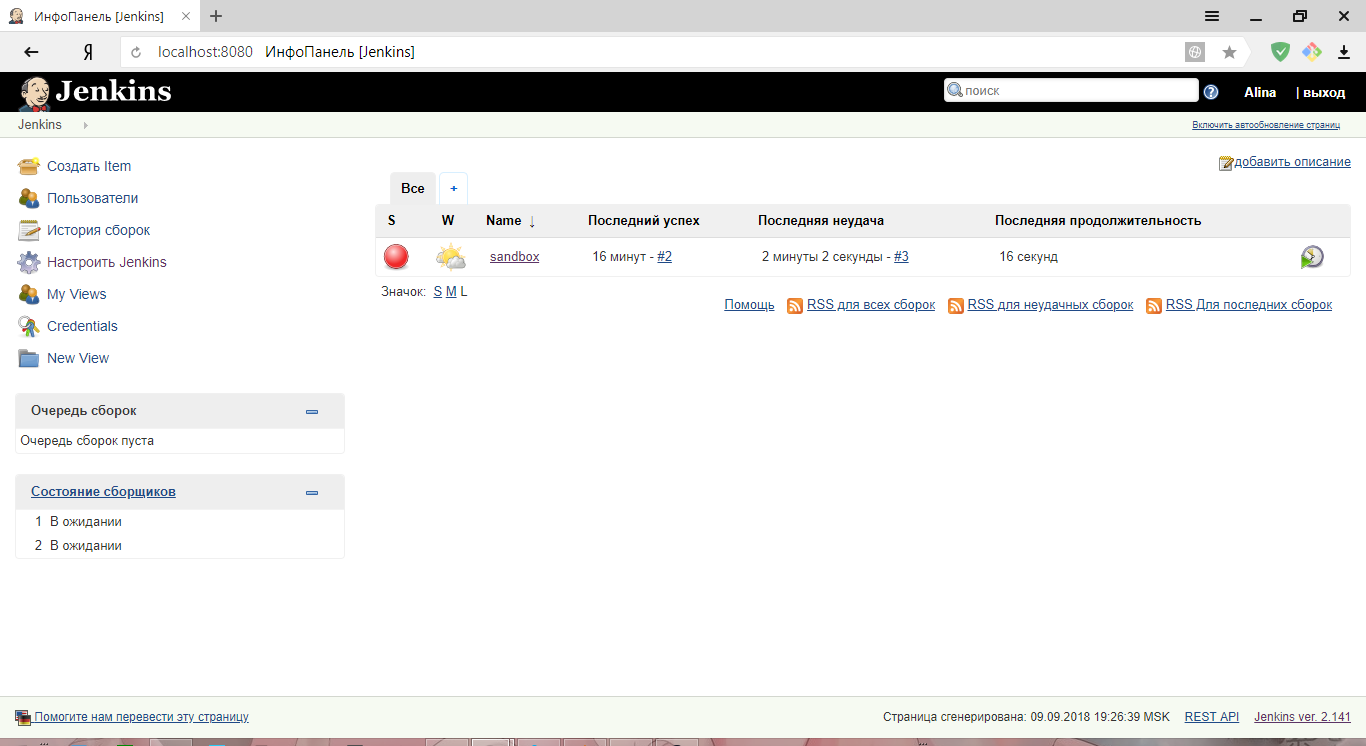 ИнфоПанель [Jenkins]
Я
localhost:8080 ИнфоПанель [Jenkins]
Jenkins
поиск
Alina | выход
Jenkins
Включить автообновление страниц
Создать Item
Пользователи
История сборок
Настроить Jenkins
My Views
Credentials
New View
Очередь сборок
Очередь сборок пуста
Состояние сборщиков
1 В ожидании
2 В ожидании
добавить описание
Все +
S W Name ↓ Последний успех Последняя неудача Последняя продолжительность
sandbox 16 минут - #2 2 минуты 2 секунды - #3 16 секунд
Значок: S M L
Помощь RSS для всех сборок RSS для неудачных сборок RSS Для последних сборок
Помогите нам перевести эту страницу
Страница сгенерирована: 09.09.2018 19:26:39 MSK REST API Jenkins ver. 2.141